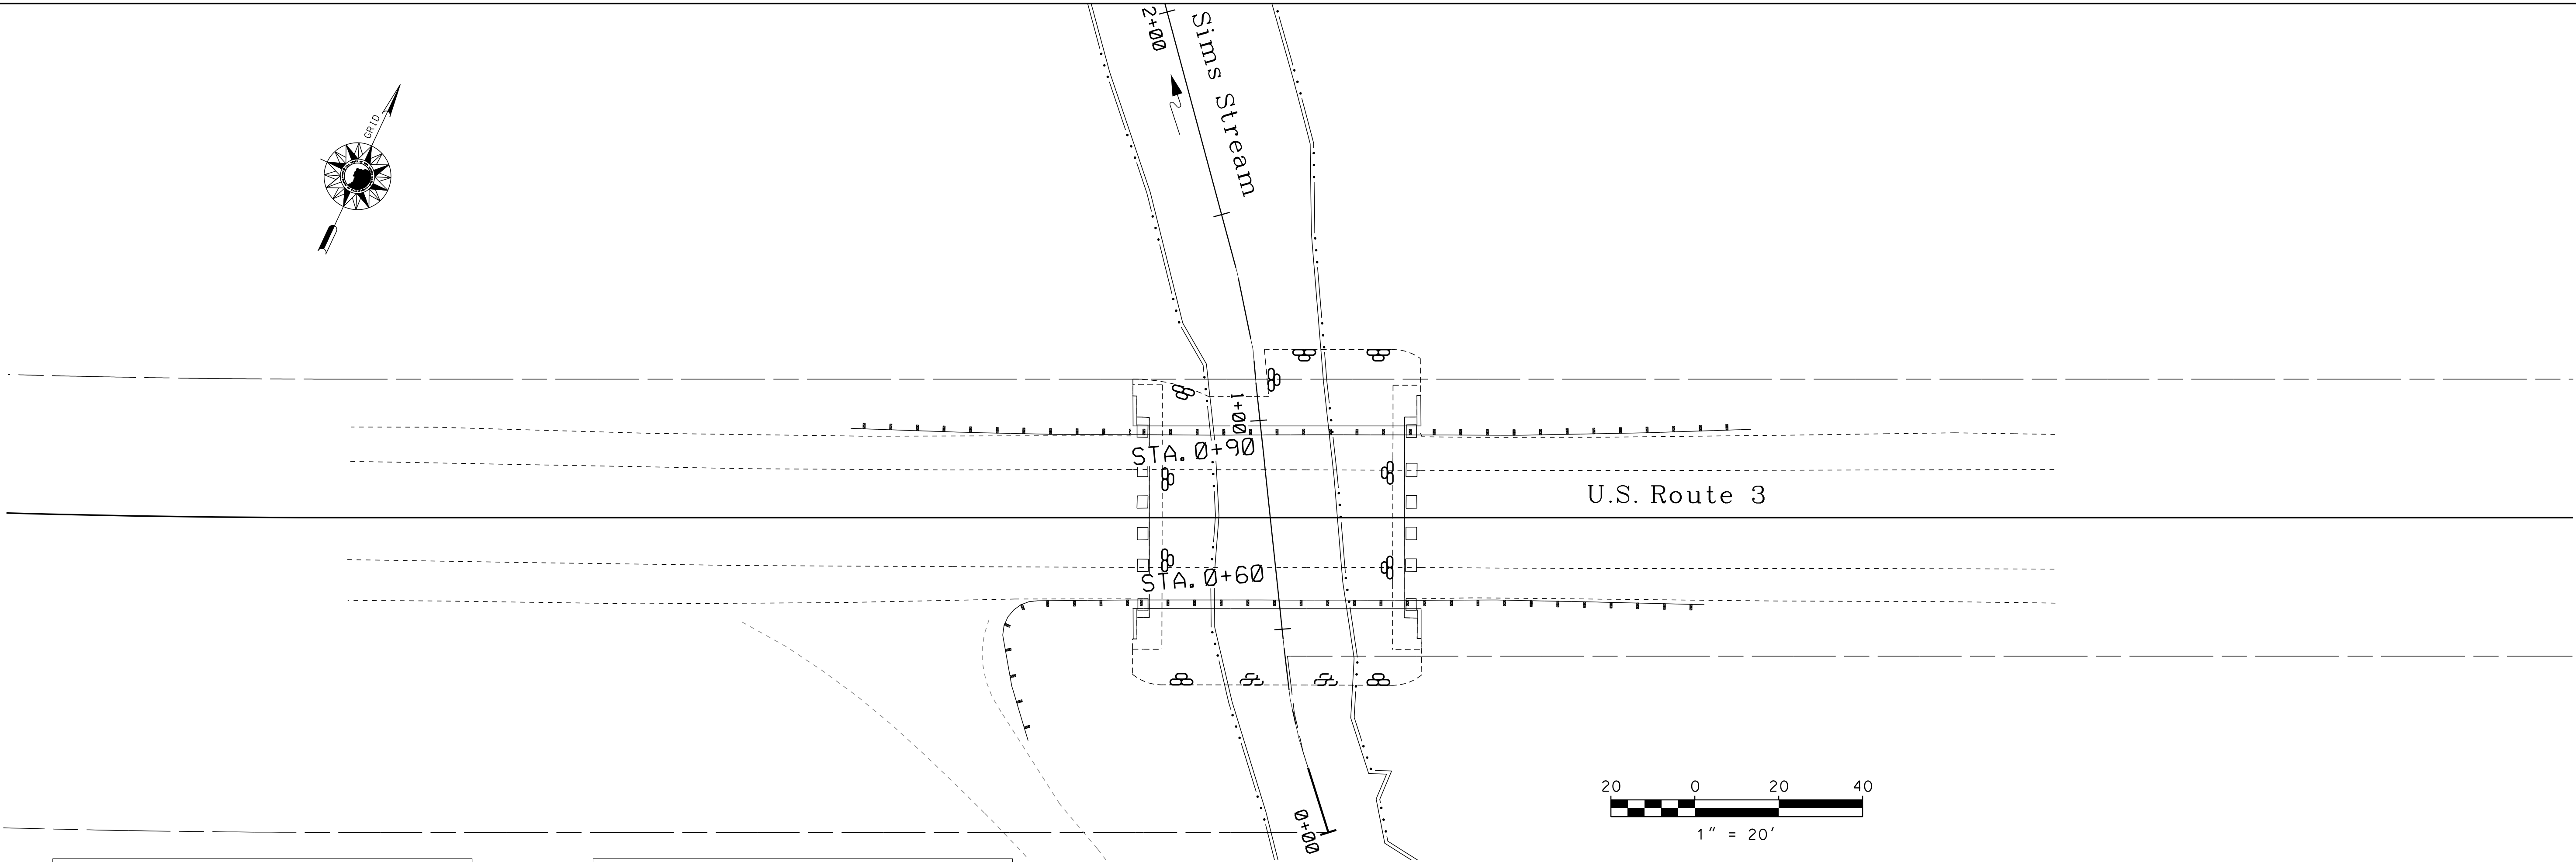 2+00
Sims Stream
GRID
1+00
STA. 0+90
U.S. Route 3
STA. 0+60
20 0 20 40
1" = 20'
0+00